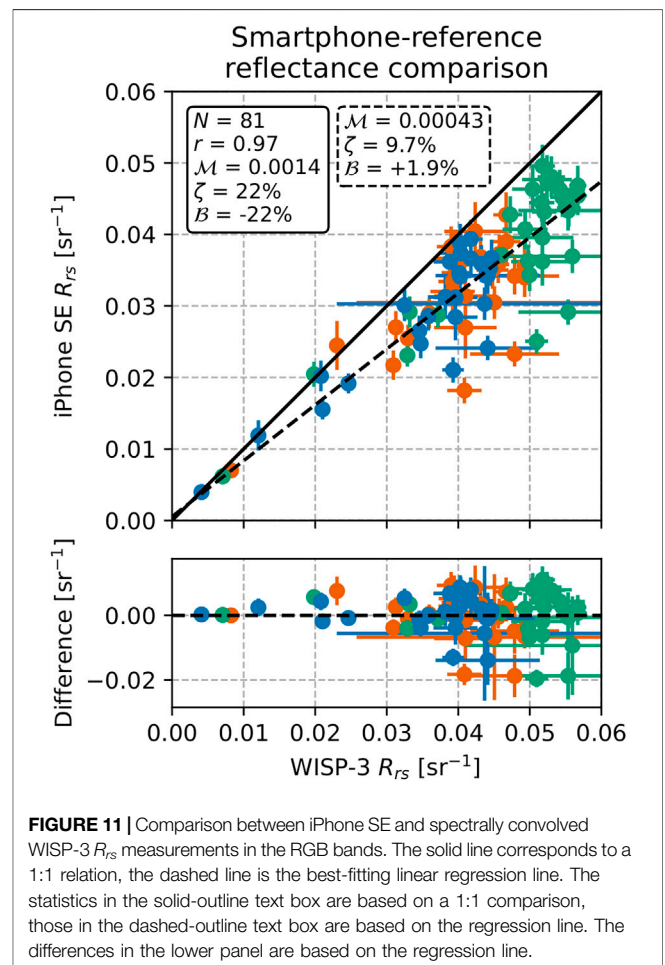 Smartphone-reference
reflectance comparison
0.06
0.05
0.04
0.03
0.02
0.01
0.00
iPhone SE Rrs [sr−1]
N = 81
r = 0.97
M = 0.0014
ζ = 22%
B = -22%
M = 0.00043
ζ = 9.7%
B = +1.9%
0.00
−0.02
Difference [sr−1]
0.00 0.01 0.02 0.03 0.04 0.05 0.06
WISP-3 Rrs [sr−1]
FIGURE 11 | Comparison between iPhone SE and spectrally convolved
WISP-3 Rrs measurements in the RGB bands. The solid line corresponds to a
1:1 relation, the dashed line is the best-fitting linear regression line. The
statistics in the solid-outline text box are based on a 1:1 comparison,
those in the dashed-outline text box are based on the regression line. The
differences in the lower panel are based on the regression line.